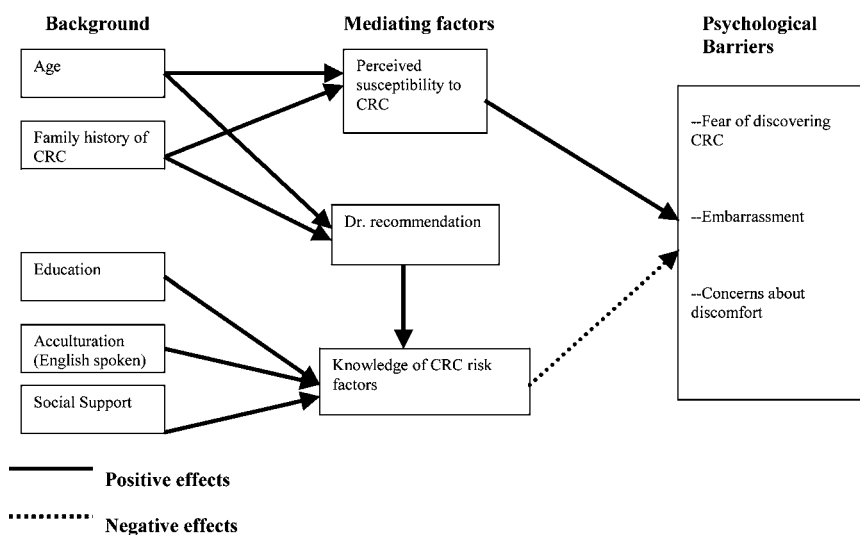 Background
Mediating factors
Psychological
Barriers
Age
Family history of
CRC
Education
Acculturation
(English spoken)
Social Support
Perceived
susceptibility to
CRC
Dr. recommendation
Knowledge of CRC risk
factors
--Fear of discovering
CRC
--Embarrassment
--Concerns about
discomfort
Positive effects
Negative effects